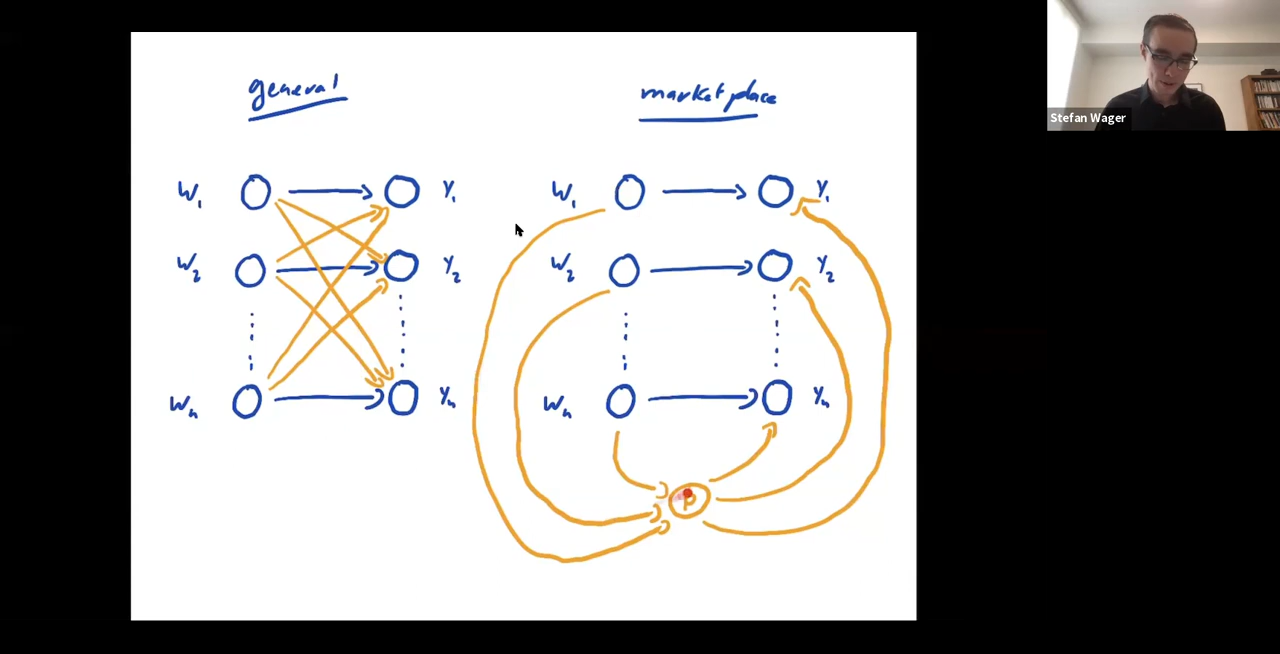 general
marketplace
Stefan Wager
W₁ Y₁ W₁ Y₁
W₂ Y₂ W₂ Y₂
Wₙ Yₙ Wₙ Yₙ
P